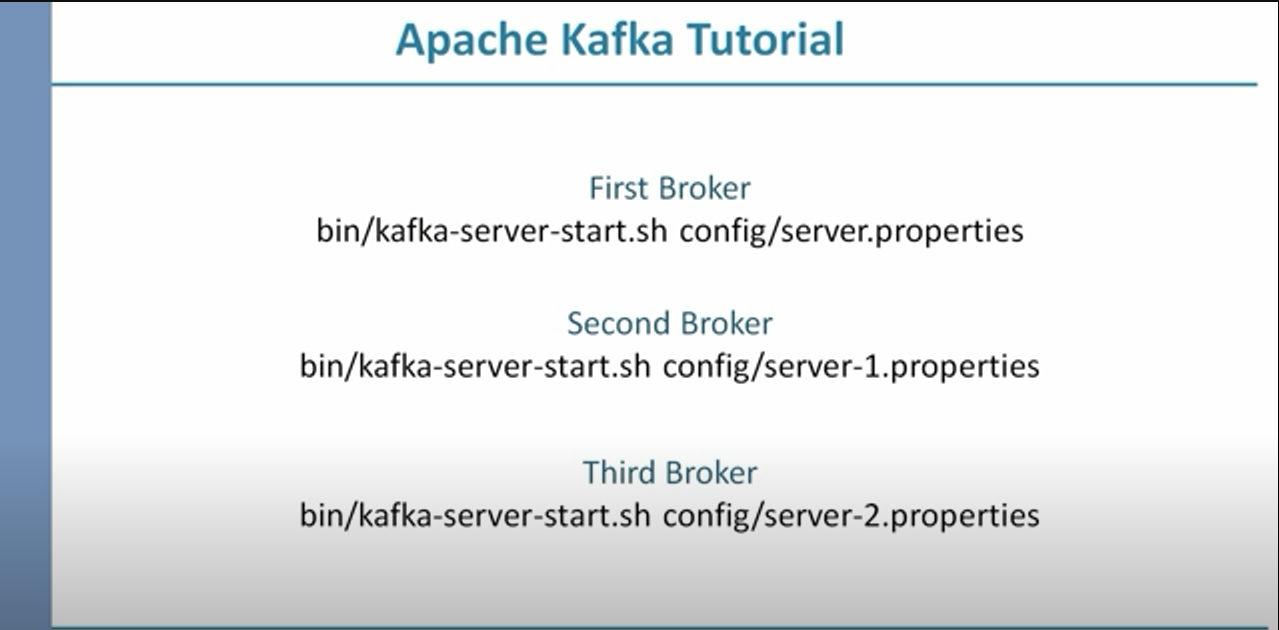 Apache Kafka Tutorial
First Broker
bin/kafka-server-start.sh config/server.properties
Second Broker
bin/kafka-server-start.sh config/server-1.properties
Third Broker
bin/kafka-server-start.sh config/server-2.properties